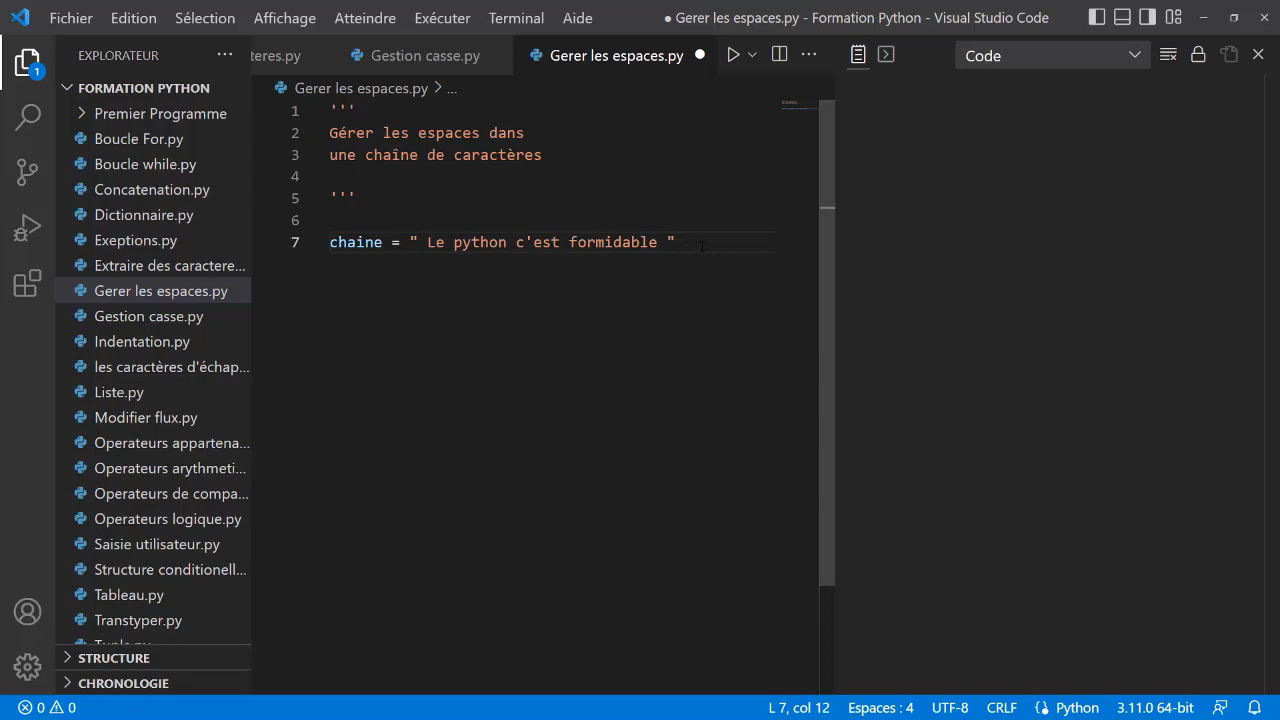 Fichier Edition Sélection Affichage Atteindre Exécuter Terminal Aide ● Gerer les espaces.py - Formation Python - Visual Studio Code
EXPLORATEUR ... teres.py Gestion casse.py Gerer les espaces.py ● ... Code
1
FORMATION PYTHON
Gerer les espaces.py > ...
Premier Programme
Boucle For.py
Boucle while.py
Concatenation.py
Dictionnaire.py
Exeptions.py
Extraire des caractere...
Gerer les espaces.py
Gestion casse.py
Indentation.py
les caractères d'échap...
Liste.py
Modifier flux.py
Operateurs appartena...
Operateurs arythmeti...
Operateurs de compa...
Operateurs logique.py
Saisie utilisateur.py
Structure conditionell...
Tableau.py
Transtyper.py
STRUCTURE
CHRONOLOGIE
1 '''
2 Gérer les espaces dans
3 une chaîne de caractères
4
5 '''
6
7 chaine = " Le python c'est formidable "
0 0 L 7, col 12 Espaces : 4 UTF-8 CRLF Python 3.11.0 64-bit